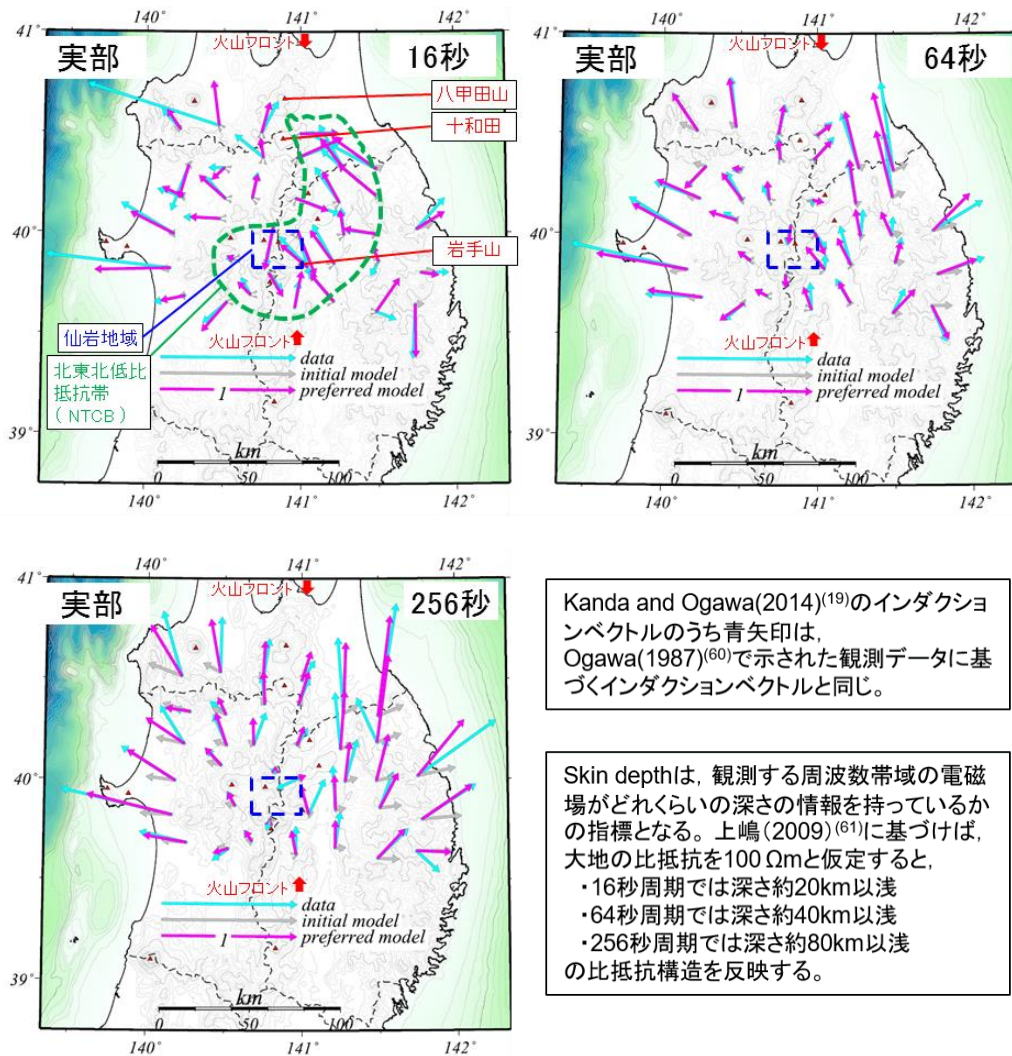 140˚ 141˚ 142˚
41˚
実部
火山フロント
16秒
八甲田山
十和田
40˚
岩手山
仙岩地域
北東北低比
抵抗帯
( NTCB )
火山フロント
data
initial model
1 preferred model
39˚
km
0 50 100
140˚ 141˚ 142˚
140˚ 141˚ 142˚
41˚
実部
火山フロント
64秒
40˚
火山フロント
data
initial model
1 preferred model
39˚
km
0 50 100
140˚ 141˚ 142˚
140˚ 141˚ 142˚
41˚
実部
火山フロント
256秒
40˚
火山フロント
data
initial model
1 preferred model
39˚
km
0 50 100
140˚ 141˚ 142˚
Kanda and Ogawa(2014)(19)のインダクショ
ンベクトルのうち青矢印は,
Ogawa(1987)(60)で示された観測データに基
づくインダクションベクトルと同じ。
Skin depthは, 観測する周波数帯域の電磁
場がどれくらいの深さの情報を持っているか
の指標となる。上嶋(2009)(61)に基づけば,
大地の比抵抗を100 Ωmと仮定すると,
・16秒周期では深さ約20km以浅
・64秒周期では深さ約40km以浅
・256秒周期では深さ約80km以浅
の比抵抗構造を反映する。